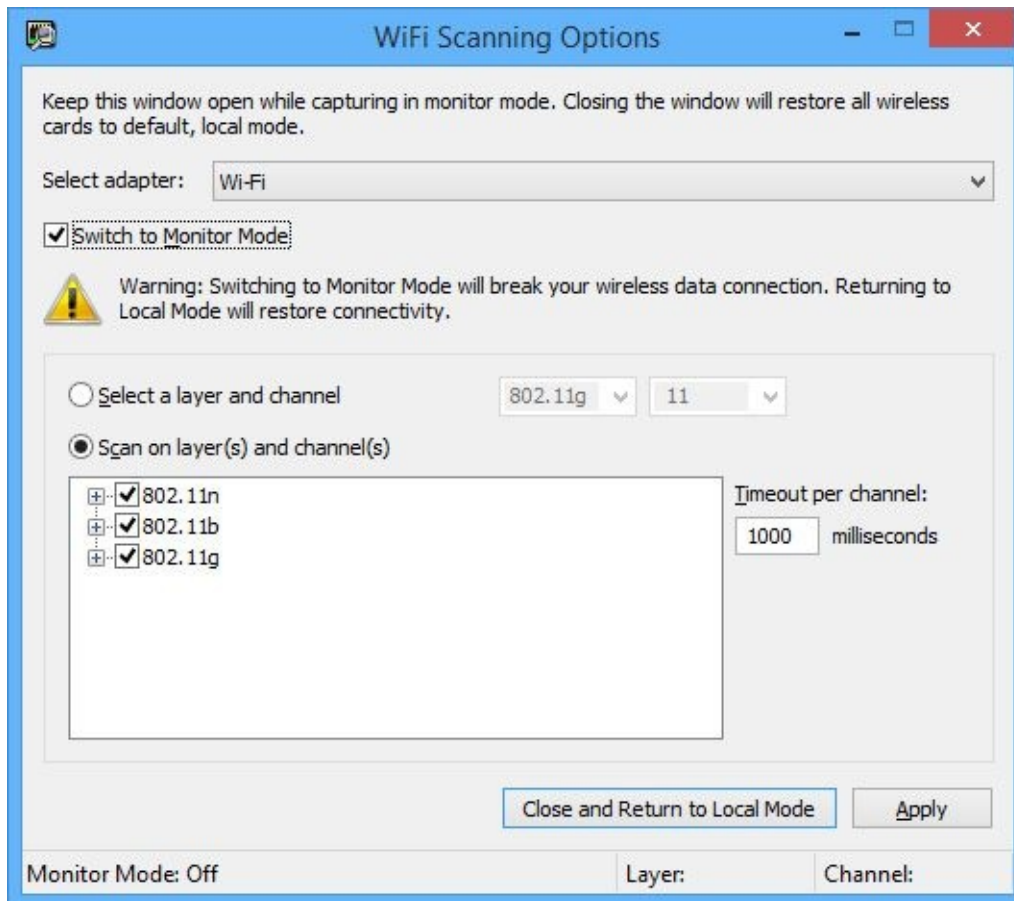 WiFi Scanning Options
Keep this window open while capturing in monitor mode. Closing the window will restore all wireless
cards to default, local mode.
Select adapter: Wi-Fi
Switch to Monitor Mode
Warning: Switching to Monitor Mode will break your wireless data connection. Returning to
Local Mode will restore connectivity.
Select a layer and channel 802.11g 11
Scan on layer(s) and channel(s)
802.11n
Timeout per channel:
802.11b
1000 milliseconds
802.11g
Close and Return to Local Mode Apply
Monitor Mode: Off Layer: Channel: